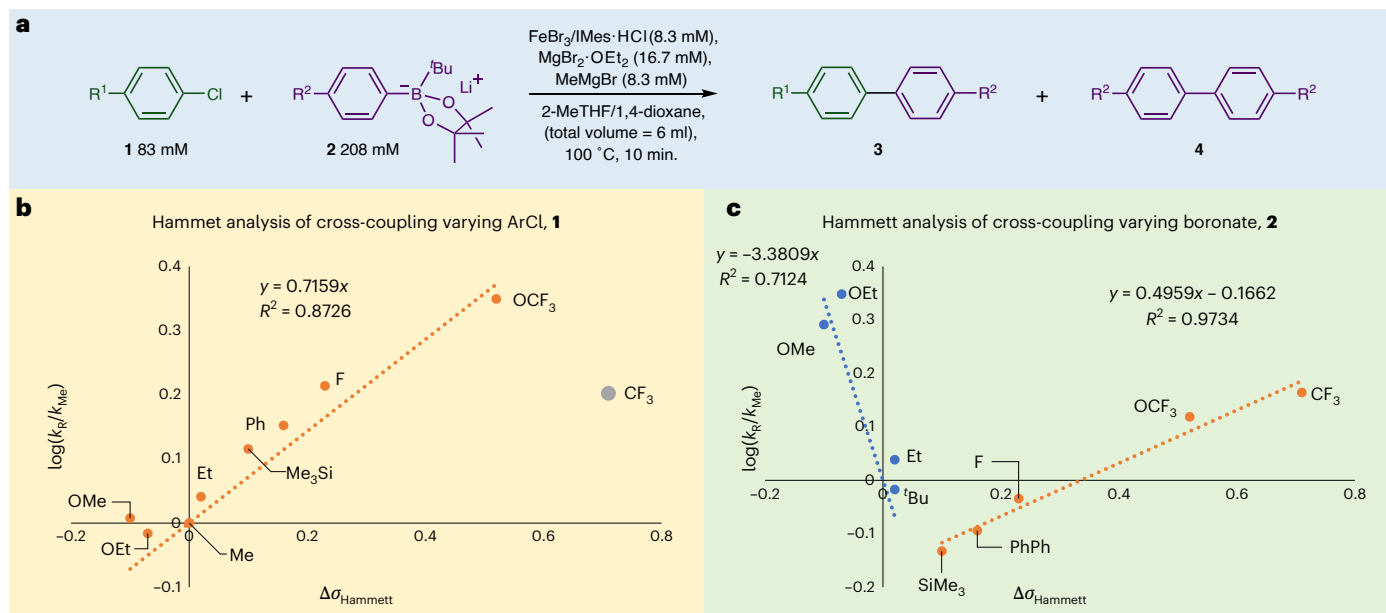 a
R¹
Cl
+
R²
B
–
ᵗBu
Li⁺
O
O
1 83 mM
2 208 mM
FeBr₃/IMes·HCl (8.3 mM),
MgBr₂·OEt₂ (16.7 mM),
MeMgBr (8.3 mM)
2-MeTHF/1,4-dioxane,
(total volume = 6 ml),
100 ˚C, 10 min.
R¹
R²
3
+
R²
R²
4
b
Hammet analysis of cross-coupling varying ArCl, 1
y = 0.7159x
R² = 0.8726
log(k_R/k_Me)
0.4
0.3
0.2
0.1
0
–0.1
–0.2
0
0.2
0.4
0.6
0.8
OMe
OEt
Et
Me
Me₃Si
Ph
F
OCF₃
CF₃
Δσ_Hammett
c
Hammett analysis of cross-coupling varying boronate, 2
y = –3.3809x
R² = 0.7124
y = 0.4959x – 0.1662
R² = 0.9734
log(k_R/k_Me)
0.4
0.3
0.2
0.1
0
–0.1
–0.2
–0.2
0.2
0.4
0.6
0.8
OEt
OMe
Et
ᵗBu
SiMe₃
PhPh
F
OCF₃
CF₃
Δσ_Hammett